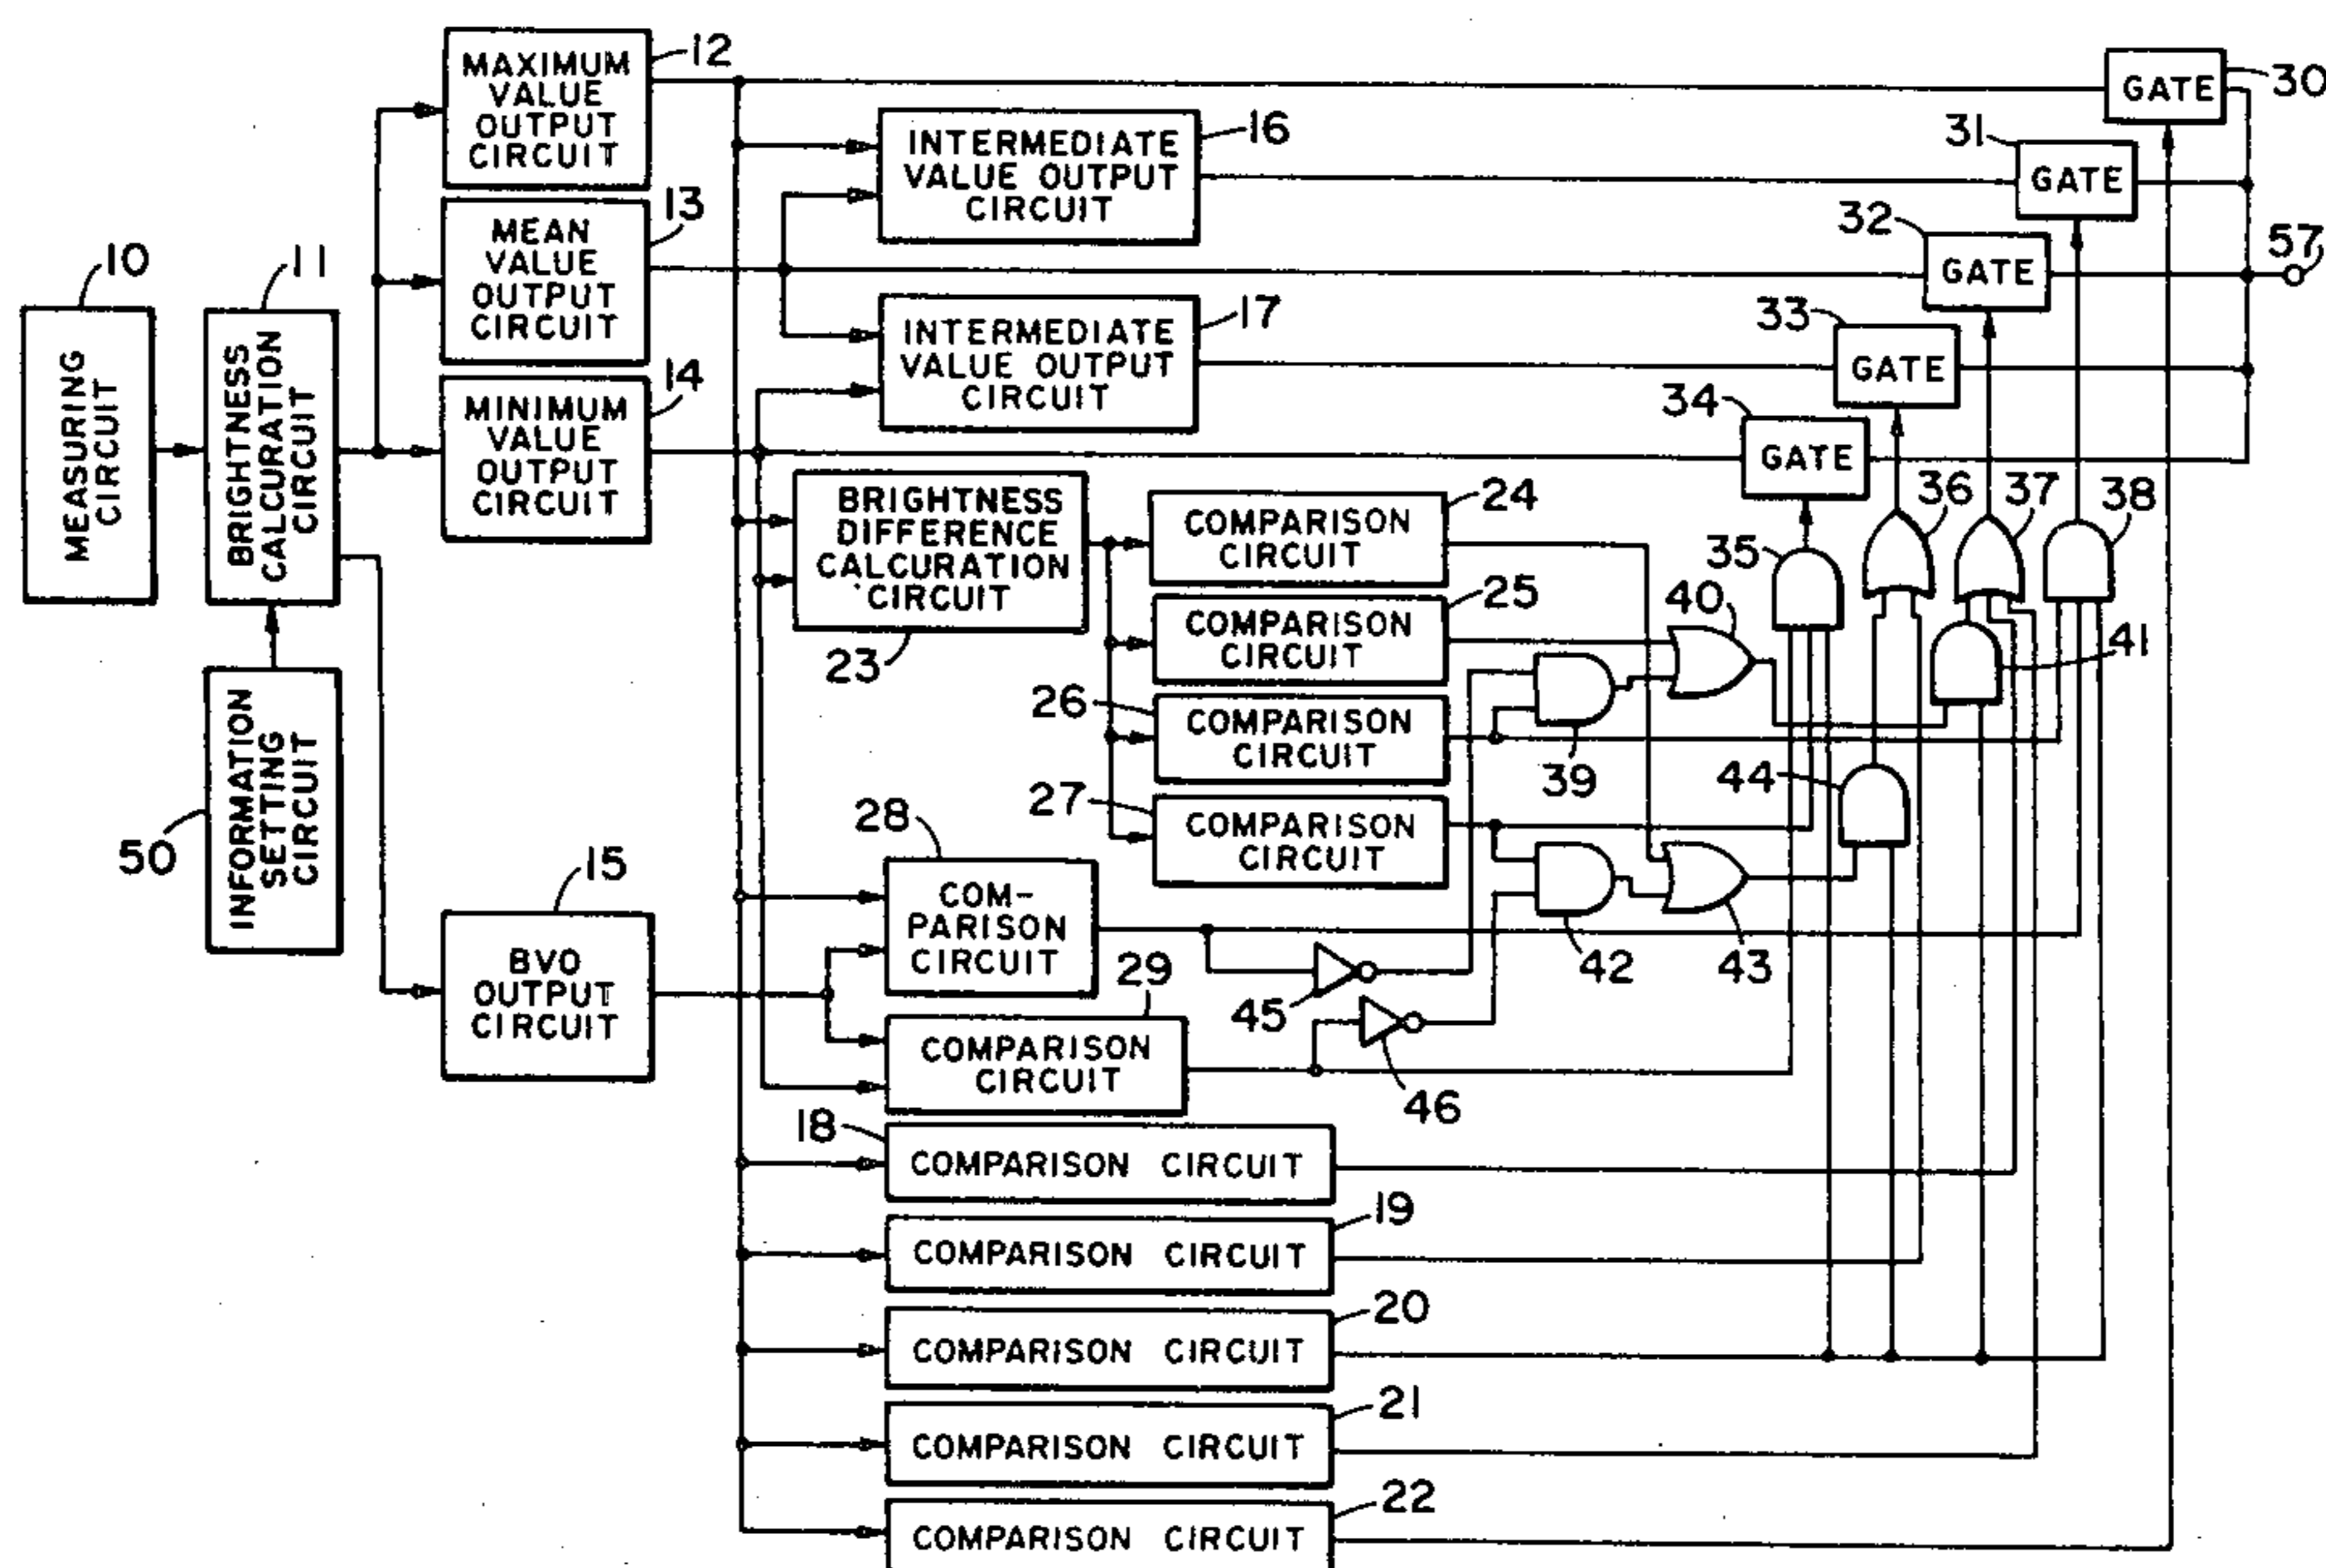 12
MAXIMUM
VALUE
OUTPUT
CIRCUIT
GATE
30
16
INTERMEDIATE
VALUE OUTPUT
CIRCUIT
31
GATE
13
MEAN
VALUE
OUTPUT
CIRCUIT
32
GATE
57
10
MEASURING
CIRCUIT
11
BRIGHTNESS
CALCURATION
CIRCUIT
17
INTERMEDIATE
VALUE OUTPUT
CIRCUIT
33
GATE
14
MINIMUM
VALUE
OUTPUT
CIRCUIT
34
GATE
BRIGHTNESS
DIFFERENCE
CALCURATION
CIRCUIT
23
24
COMPARISON
CIRCUIT
36
37
38
35
25
COMPARISON
CIRCUIT
40
41
26
COMPARISON
CIRCUIT
39
44
27
COMPARISON
CIRCUIT
50
INFORMATION
SETTING
CIRCUIT
28
COM-
PARISON
CIRCUIT
42
43
15
BVO
OUTPUT
CIRCUIT
45
29
COMPARISON
CIRCUIT
46
18
COMPARISON CIRCUIT
19
COMPARISON CIRCUIT
20
COMPARISON CIRCUIT
21
COMPARISON CIRCUIT
22
COMPARISON CIRCUIT